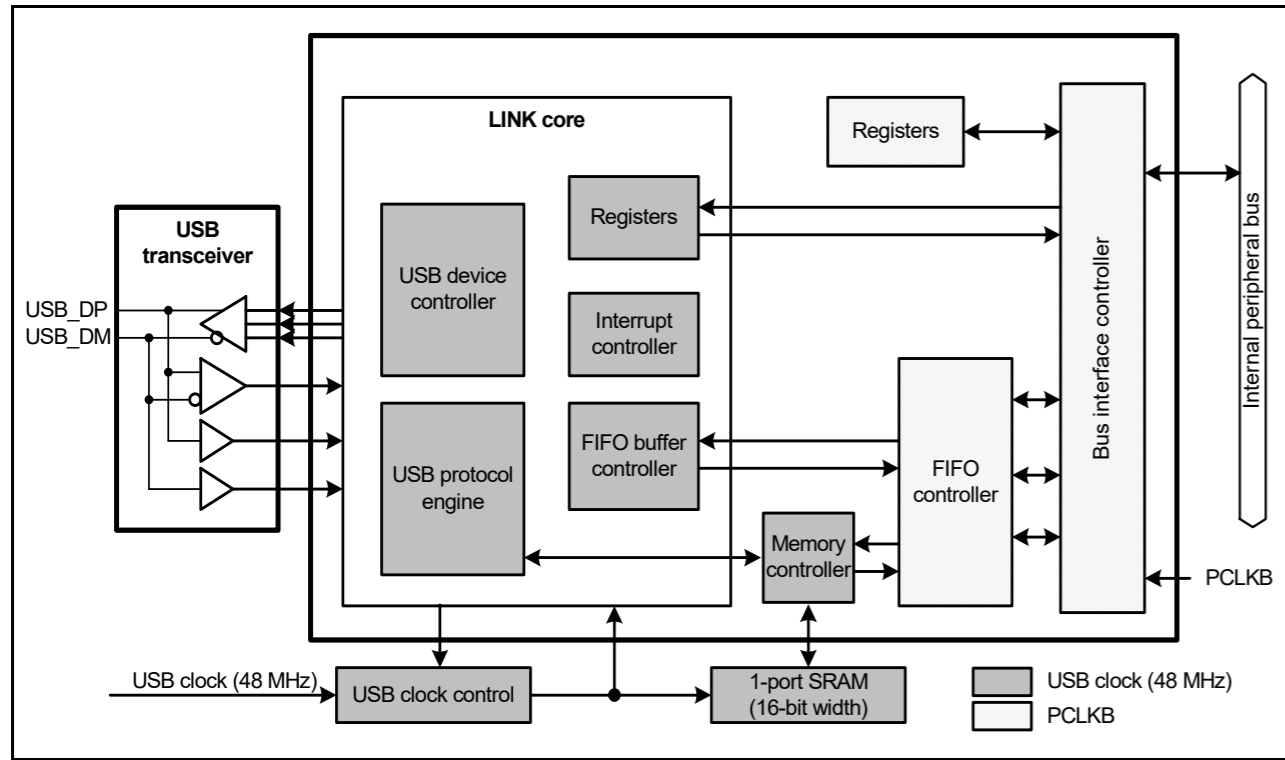 LINK core
Registers
Registers
USB
transceiver
USB device
controller
USB_DP
USB_DM
Interrupt
controller
Bus interface controller
Internal peripheral bus
USB protocol
engine
FIFO buffer
controller
FIFO
controller
Memory
controller
PCLKB
USB clock (48 MHz)
USB clock control
1-port SRAM
(16-bit width)
USB clock (48 MHz)
PCLKB